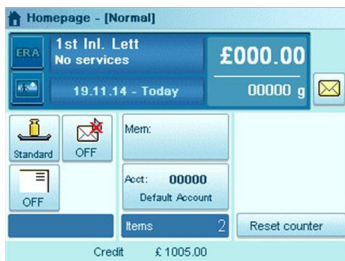 Homepage - [Normal]
ERA
1st Inl. Lett
No services
£000.00
19.11.14 - Today
00000 g
Standard
OFF
Mem:
OFF
Acct: 00000
Default Account
Items 2
Reset counter
Credit £ 1005.00